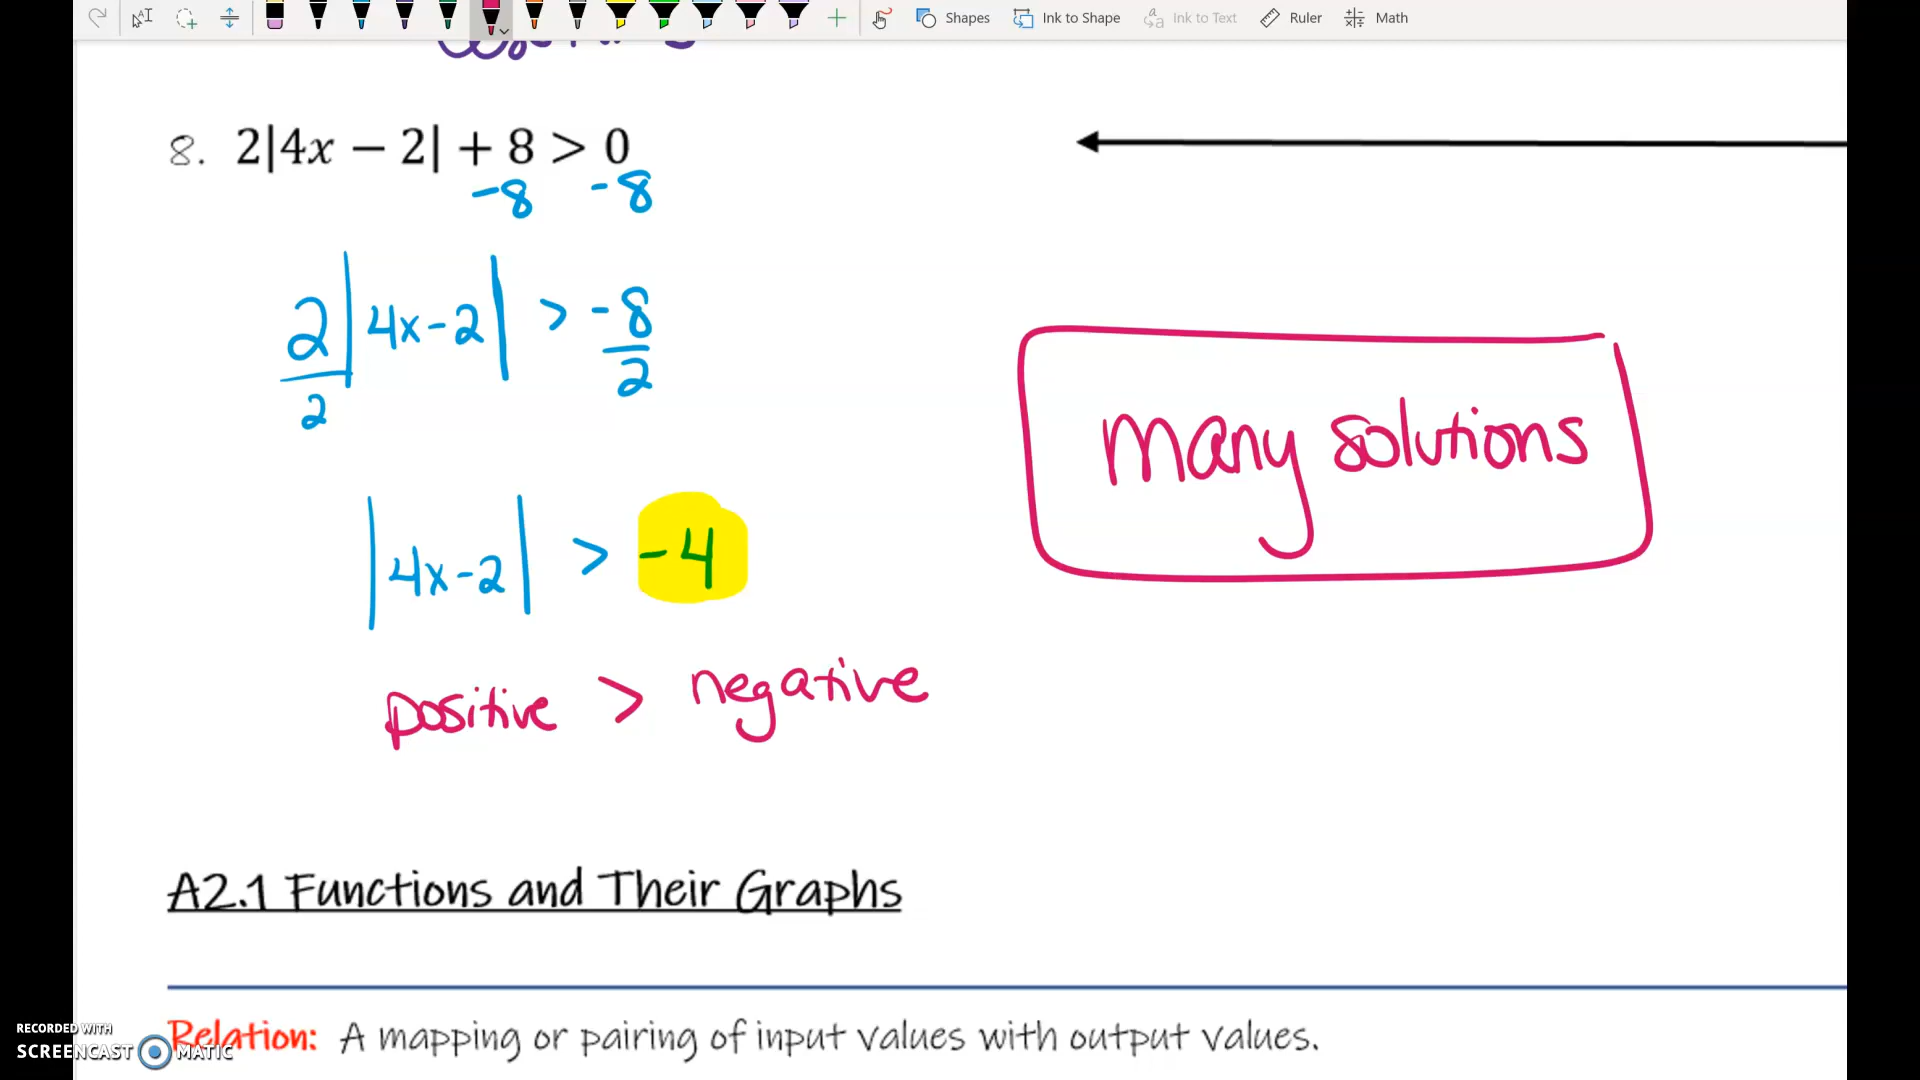 Shapes Ink to Shape Ink to Text Ruler Math
8. 2|4x − 2| + 8 > 0
-8 -8
2|4x-2| > -8
2 2
|4x-2| > -4
positive > negative
many solutions
A2.1 Functions and Their Graphs
Relation: A mapping or pairing of input values with output values.
RECORDED WITH
SCREENCAST MATIC